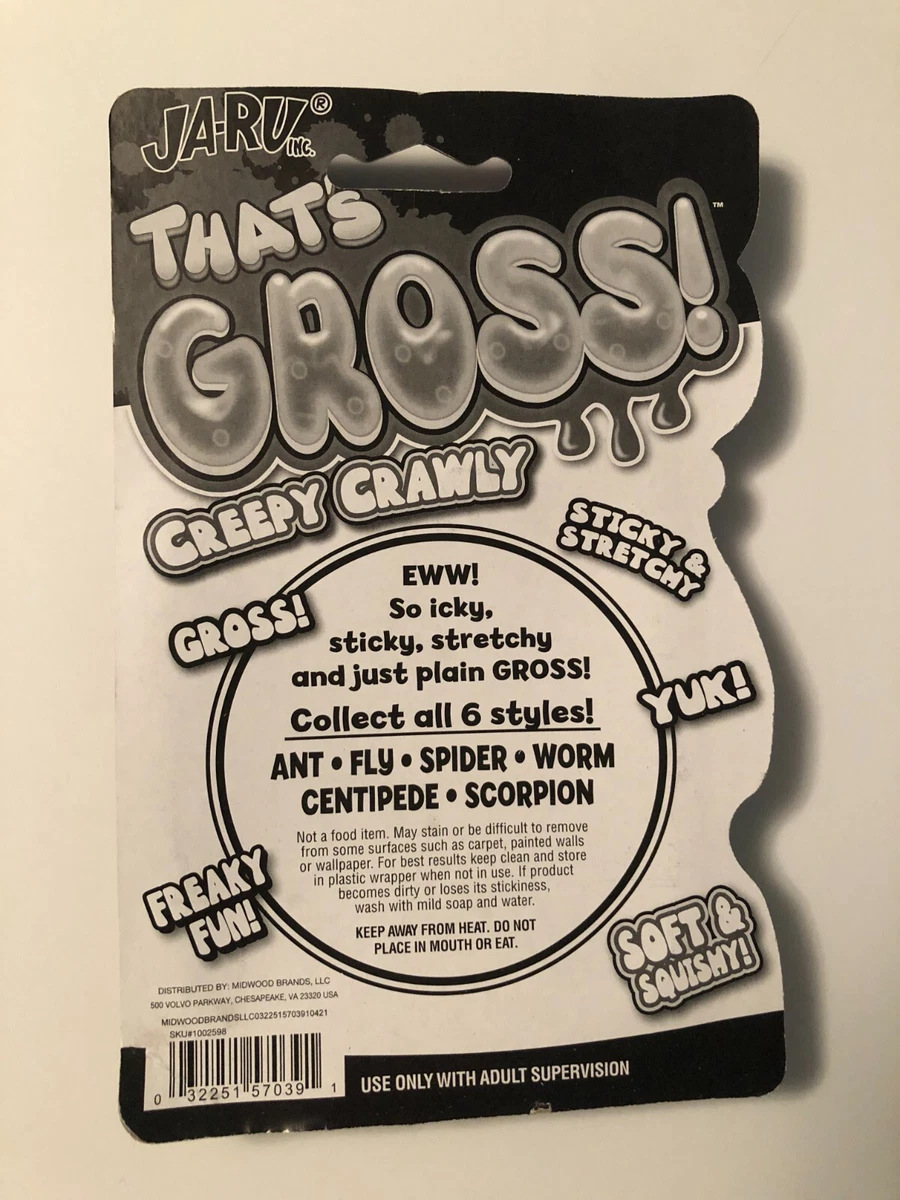 JA-RU® INC.
THAT'S
GROSS!™
CREEPY CRAWLY
STICKY &
STRETCHY
GROSS!
EWW!
So icky,
sticky, stretchy
and just plain GROSS!
YUK!
Collect all 6 styles!
ANT • FLY • SPIDER • WORM
CENTIPEDE • SCORPION
Not a food item. May stain or be difficult to remove
from some surfaces such as carpet, painted walls
or wallpaper. For best results keep clean and store
in plastic wrapper when not in use. If product
becomes dirty or loses its stickiness,
wash with mild soap and water.
KEEP AWAY FROM HEAT. DO NOT
PLACE IN MOUTH OR EAT.
FREAKY
FUN!
SOFT &
SQUISHY!
DISTRIBUTED BY: MIDWOOD BRANDS, LLC
500 VOLVO PARKWAY, CHESAPEAKE, VA 23320 USA
MIDWOODBRANDSLLC0322515703910421
SKU#1002598
0 32251 57039 1
USE ONLY WITH ADULT SUPERVISION